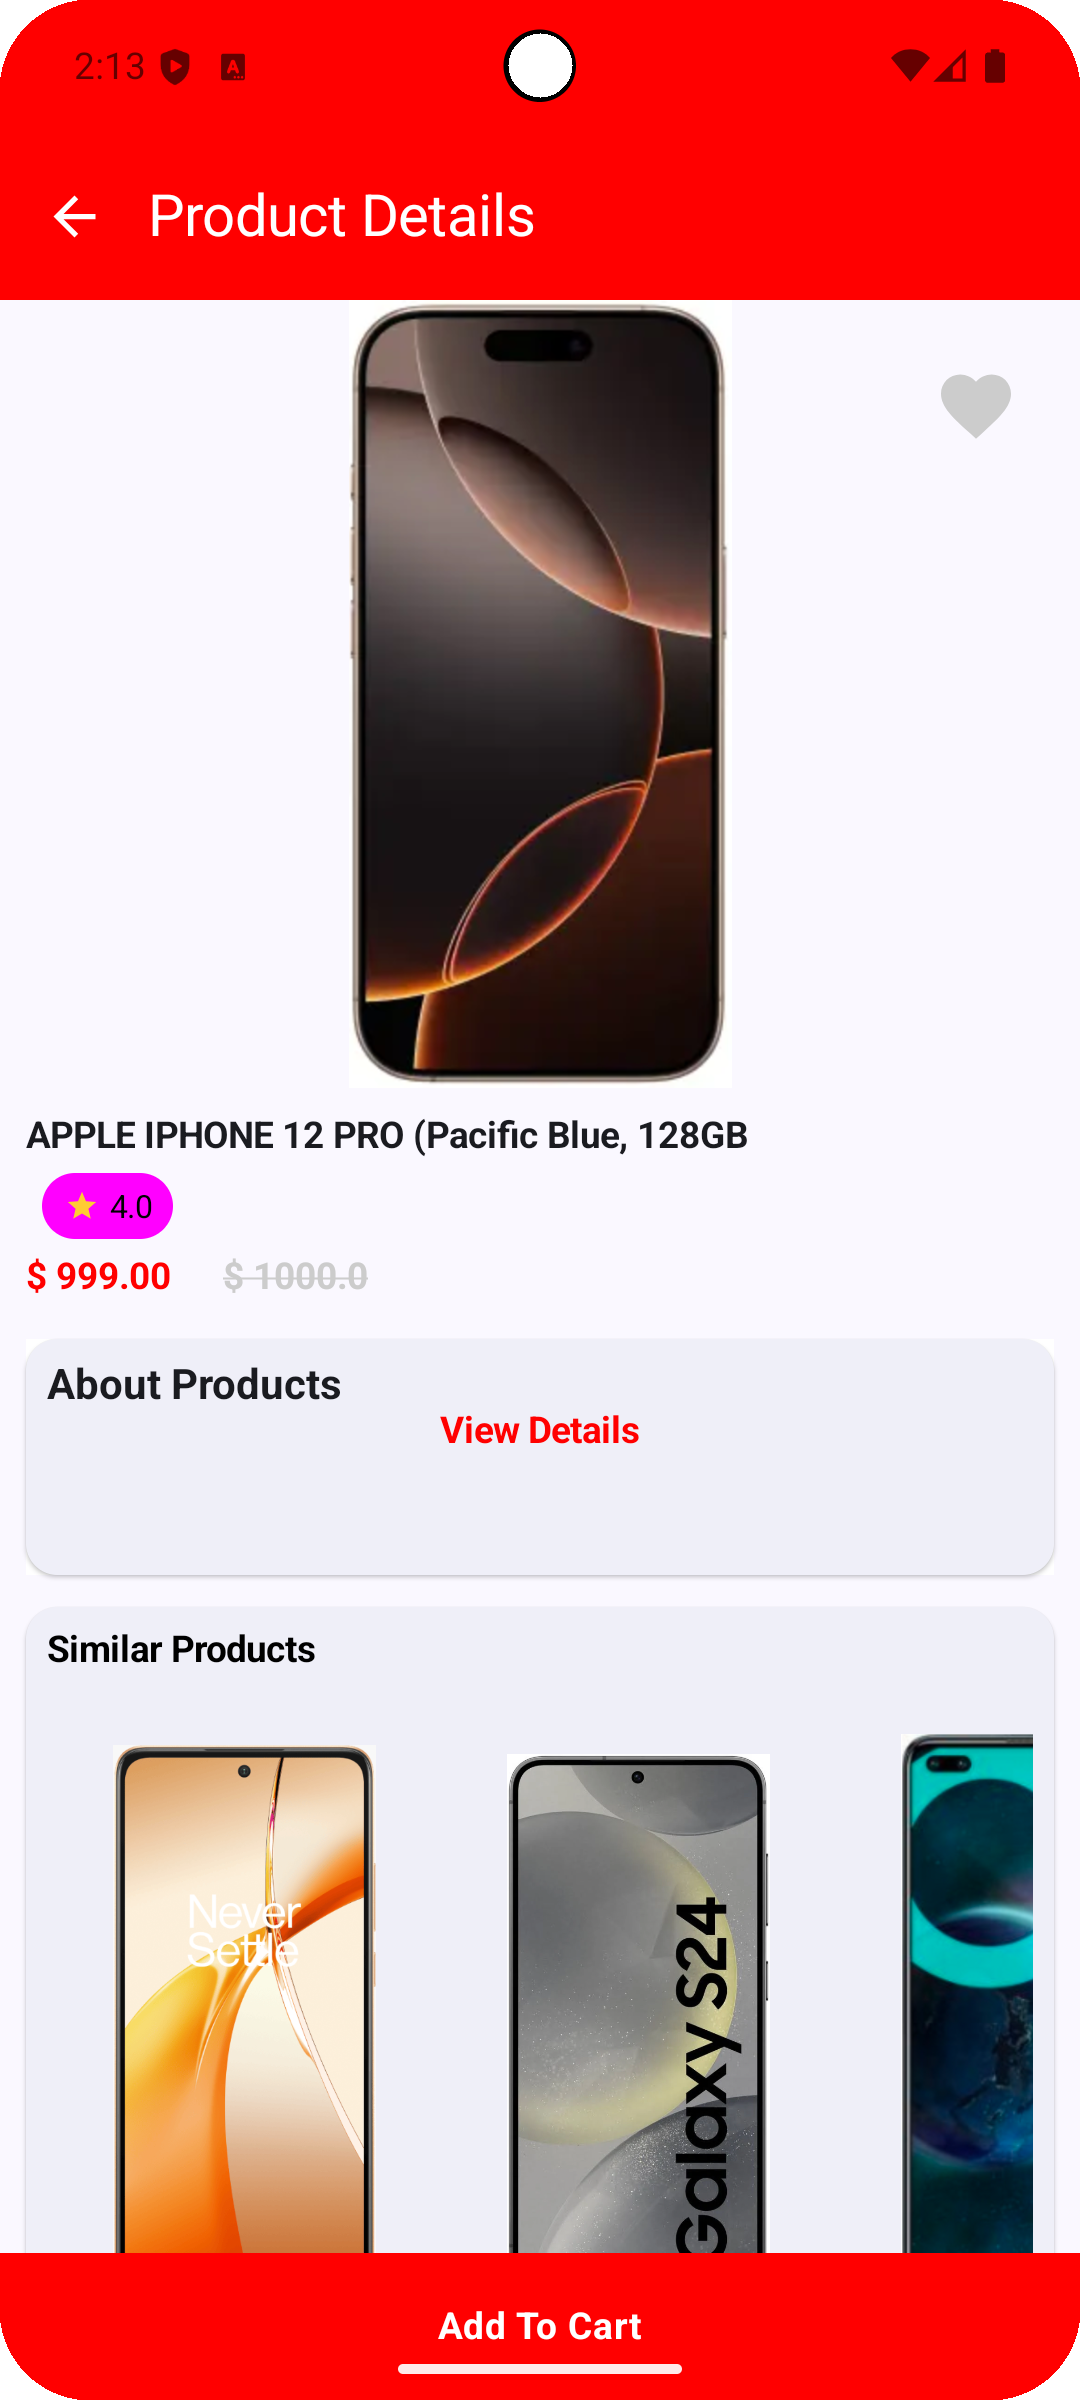 2:13
Product Details
APPLE IPHONE 12 PRO (Pacific Blue, 128GB
4.0
$ 999.00 $ 1000.0
About Products
View Details
Similar Products
Never
Settle
Galaxy S24
Add To Cart